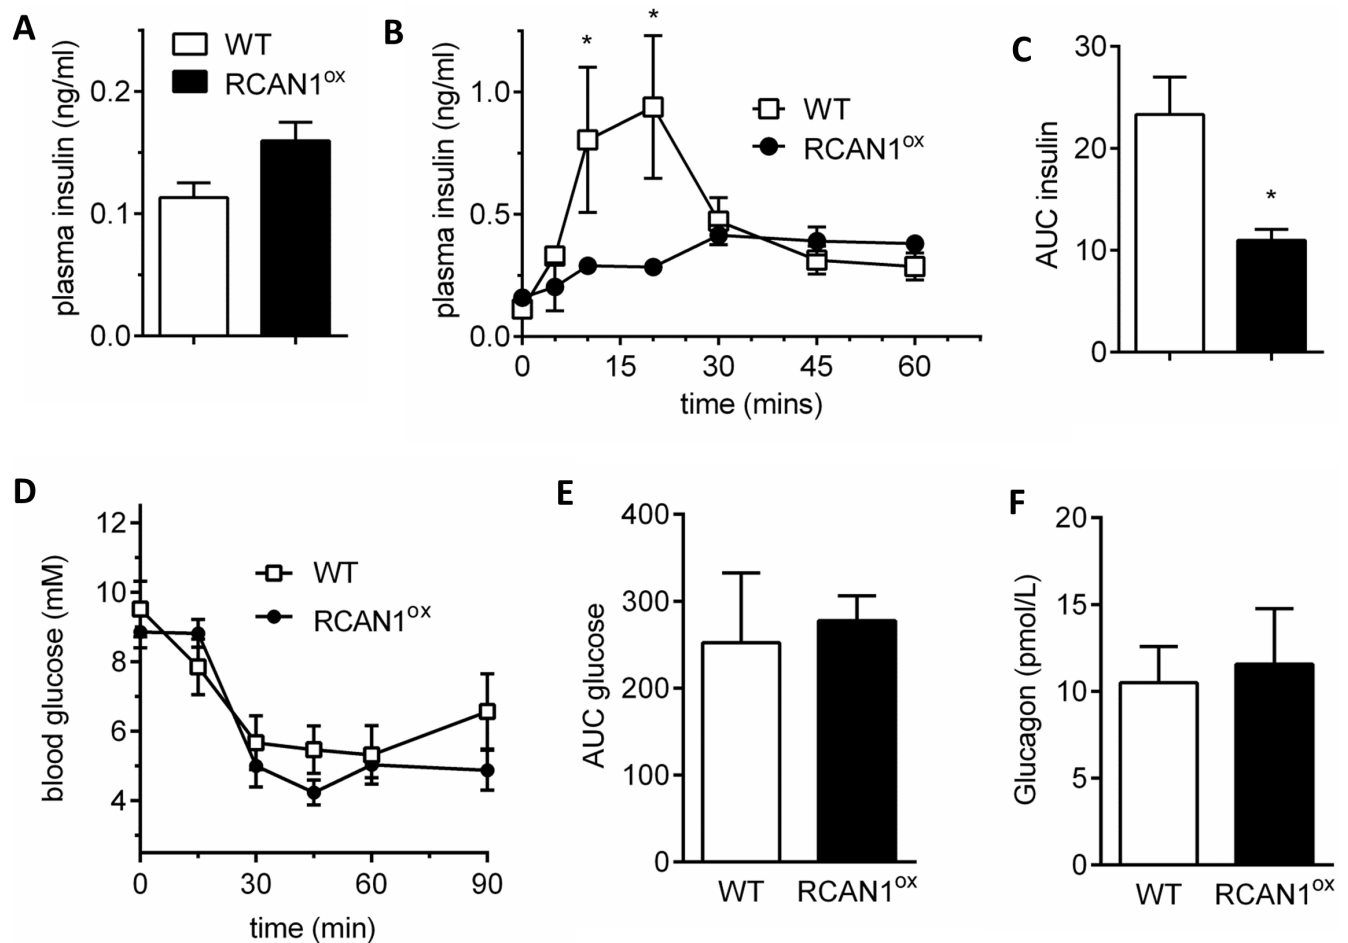 A
plasma insulin (ng/ml)
0.2
0.1
0.0
WT
RCAN1ox
B
plasma insulin (ng/ml)
1.0
0.5
0.0
*
*
WT
RCAN1ox
0 15 30 45 60
time (mins)
C
AUC insulin
30
20
10
0
*
D
blood glucose (mM)
12
10
8
6
4
WT
RCAN1ox
0 30 60 90
time (min)
E
AUC glucose
400
300
200
100
0
WT RCAN1ox
F
Glucagon (pmol/L)
20
15
10
5
0
WT RCAN1ox